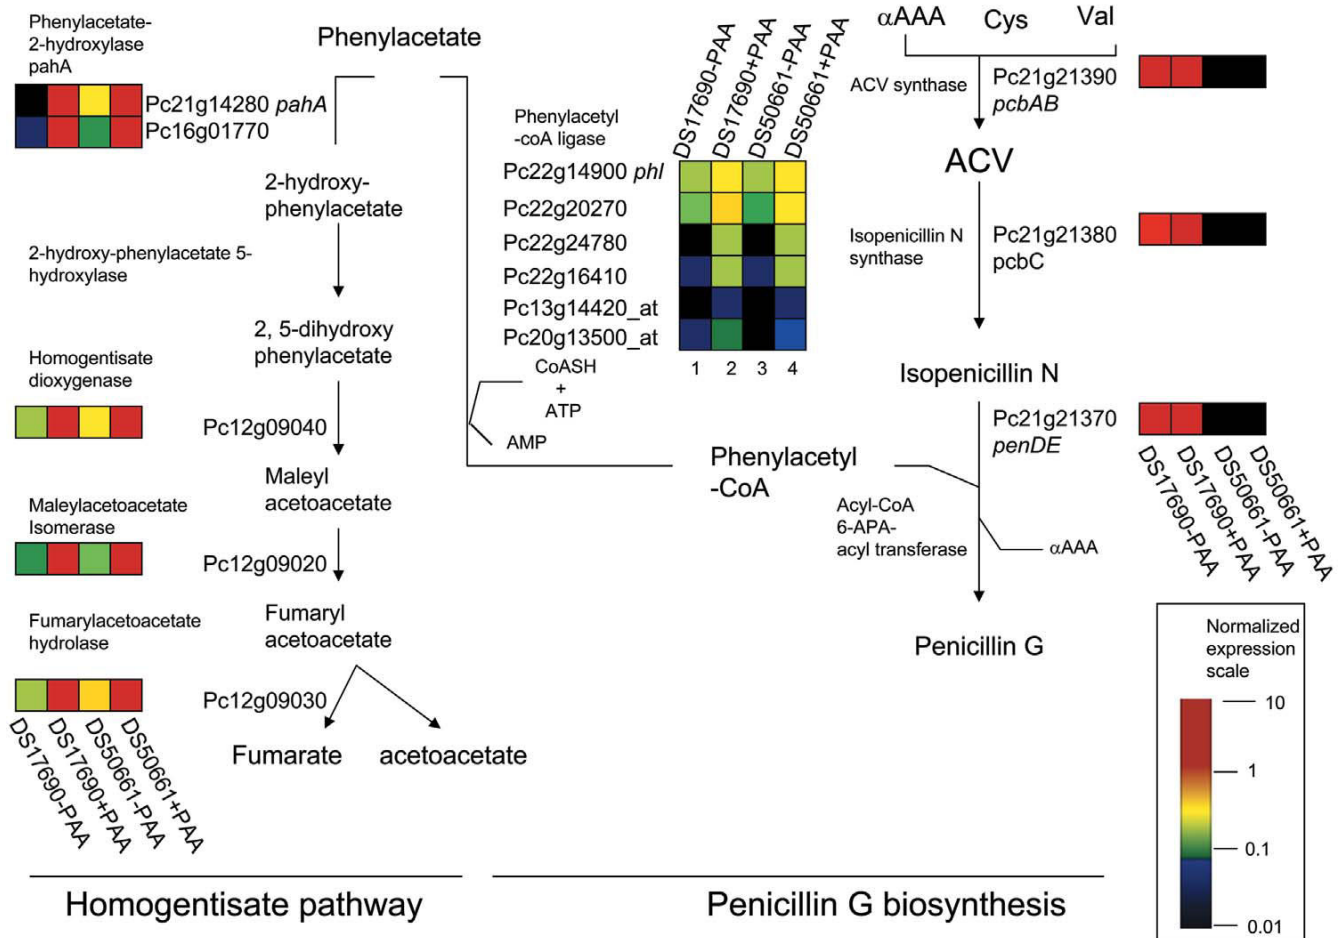 Phenylacetate-
2-hydroxylase
pahA
Pc21g14280 pahA
Pc16g01770
Phenylacetate
2-hydroxy-
phenylacetate
2-hydroxy-phenylacetate 5-
hydroxylase
2, 5-dihydroxy
phenylacetate
Homogentisate
dioxygenase
Pc12g09040
Maleyl
acetoacetate
Maleylacetoacetate
Isomerase
Pc12g09020
Fumaryl
acetoacetate
Fumarylacetoacetate
hydrolase
Pc12g09030
Fumarate
acetoacetate
DS17690-PAA
DS17690+PAA
DS50661-PAA
DS50661+PAA
Homogentisate pathway
Phenylacetyl
-coA ligase
DS17690-PAA
DS17690+PAA
DS50661-PAA
DS50661+PAA
Pc22g14900 phl
Pc22g20270
Pc22g24780
Pc22g16410
Pc13g14420_at
Pc20g13500_at
1 2 3 4
CoASH
+
ATP
AMP
Phenylacetyl
-CoA
αAAA Cys Val
ACV synthase
Pc21g21390
pcbAB
ACV
Isopenicillin N
synthase
Pc21g21380
pcbC
Isopenicillin N
Pc21g21370
penDE
Acyl-CoA
6-APA-
acyl transferase
αAAA
Penicillin G
DS17690-PAA
DS17690+PAA
DS50661-PAA
DS50661+PAA
Normalized
expression
scale
10
1
0.1
0.01
Penicillin G biosynthesis